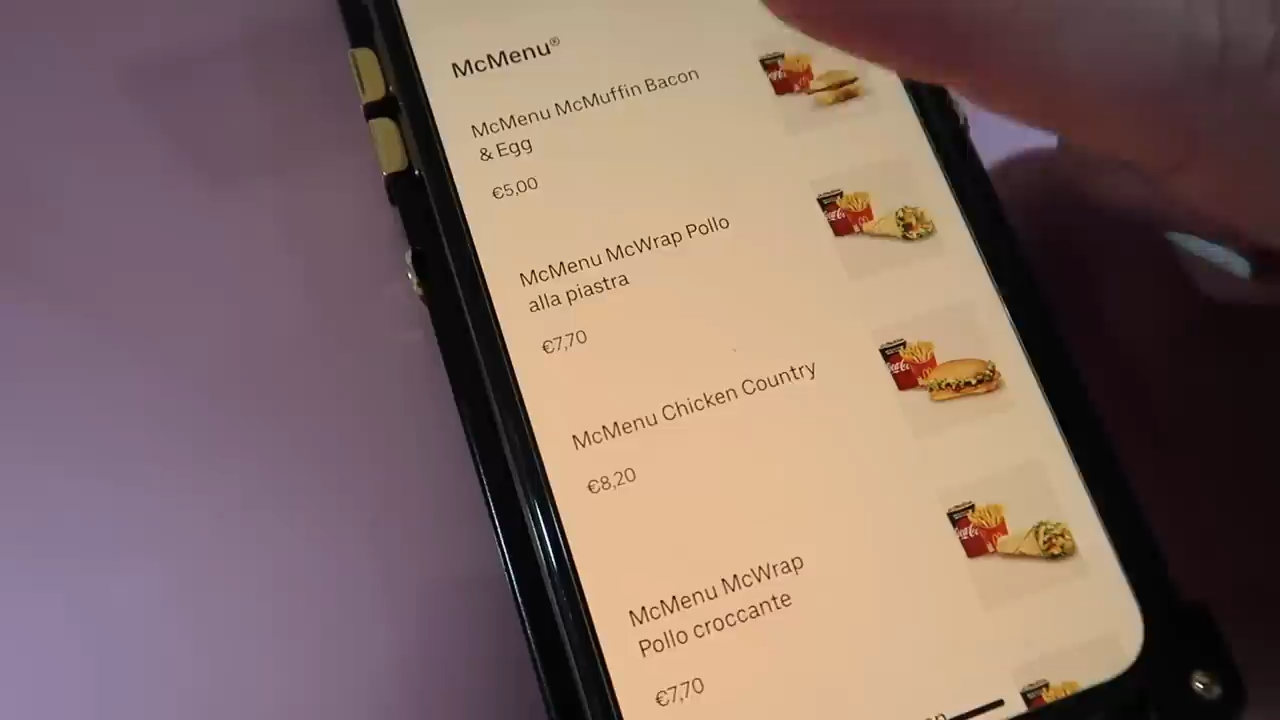 McMenu®
McMenu McMuffin Bacon
& Egg
€5,00
McMenu McWrap Pollo
alla piastra
€7,70
McMenu Chicken Country
€8,20
McMenu McWrap
Pollo croccante
€7,70